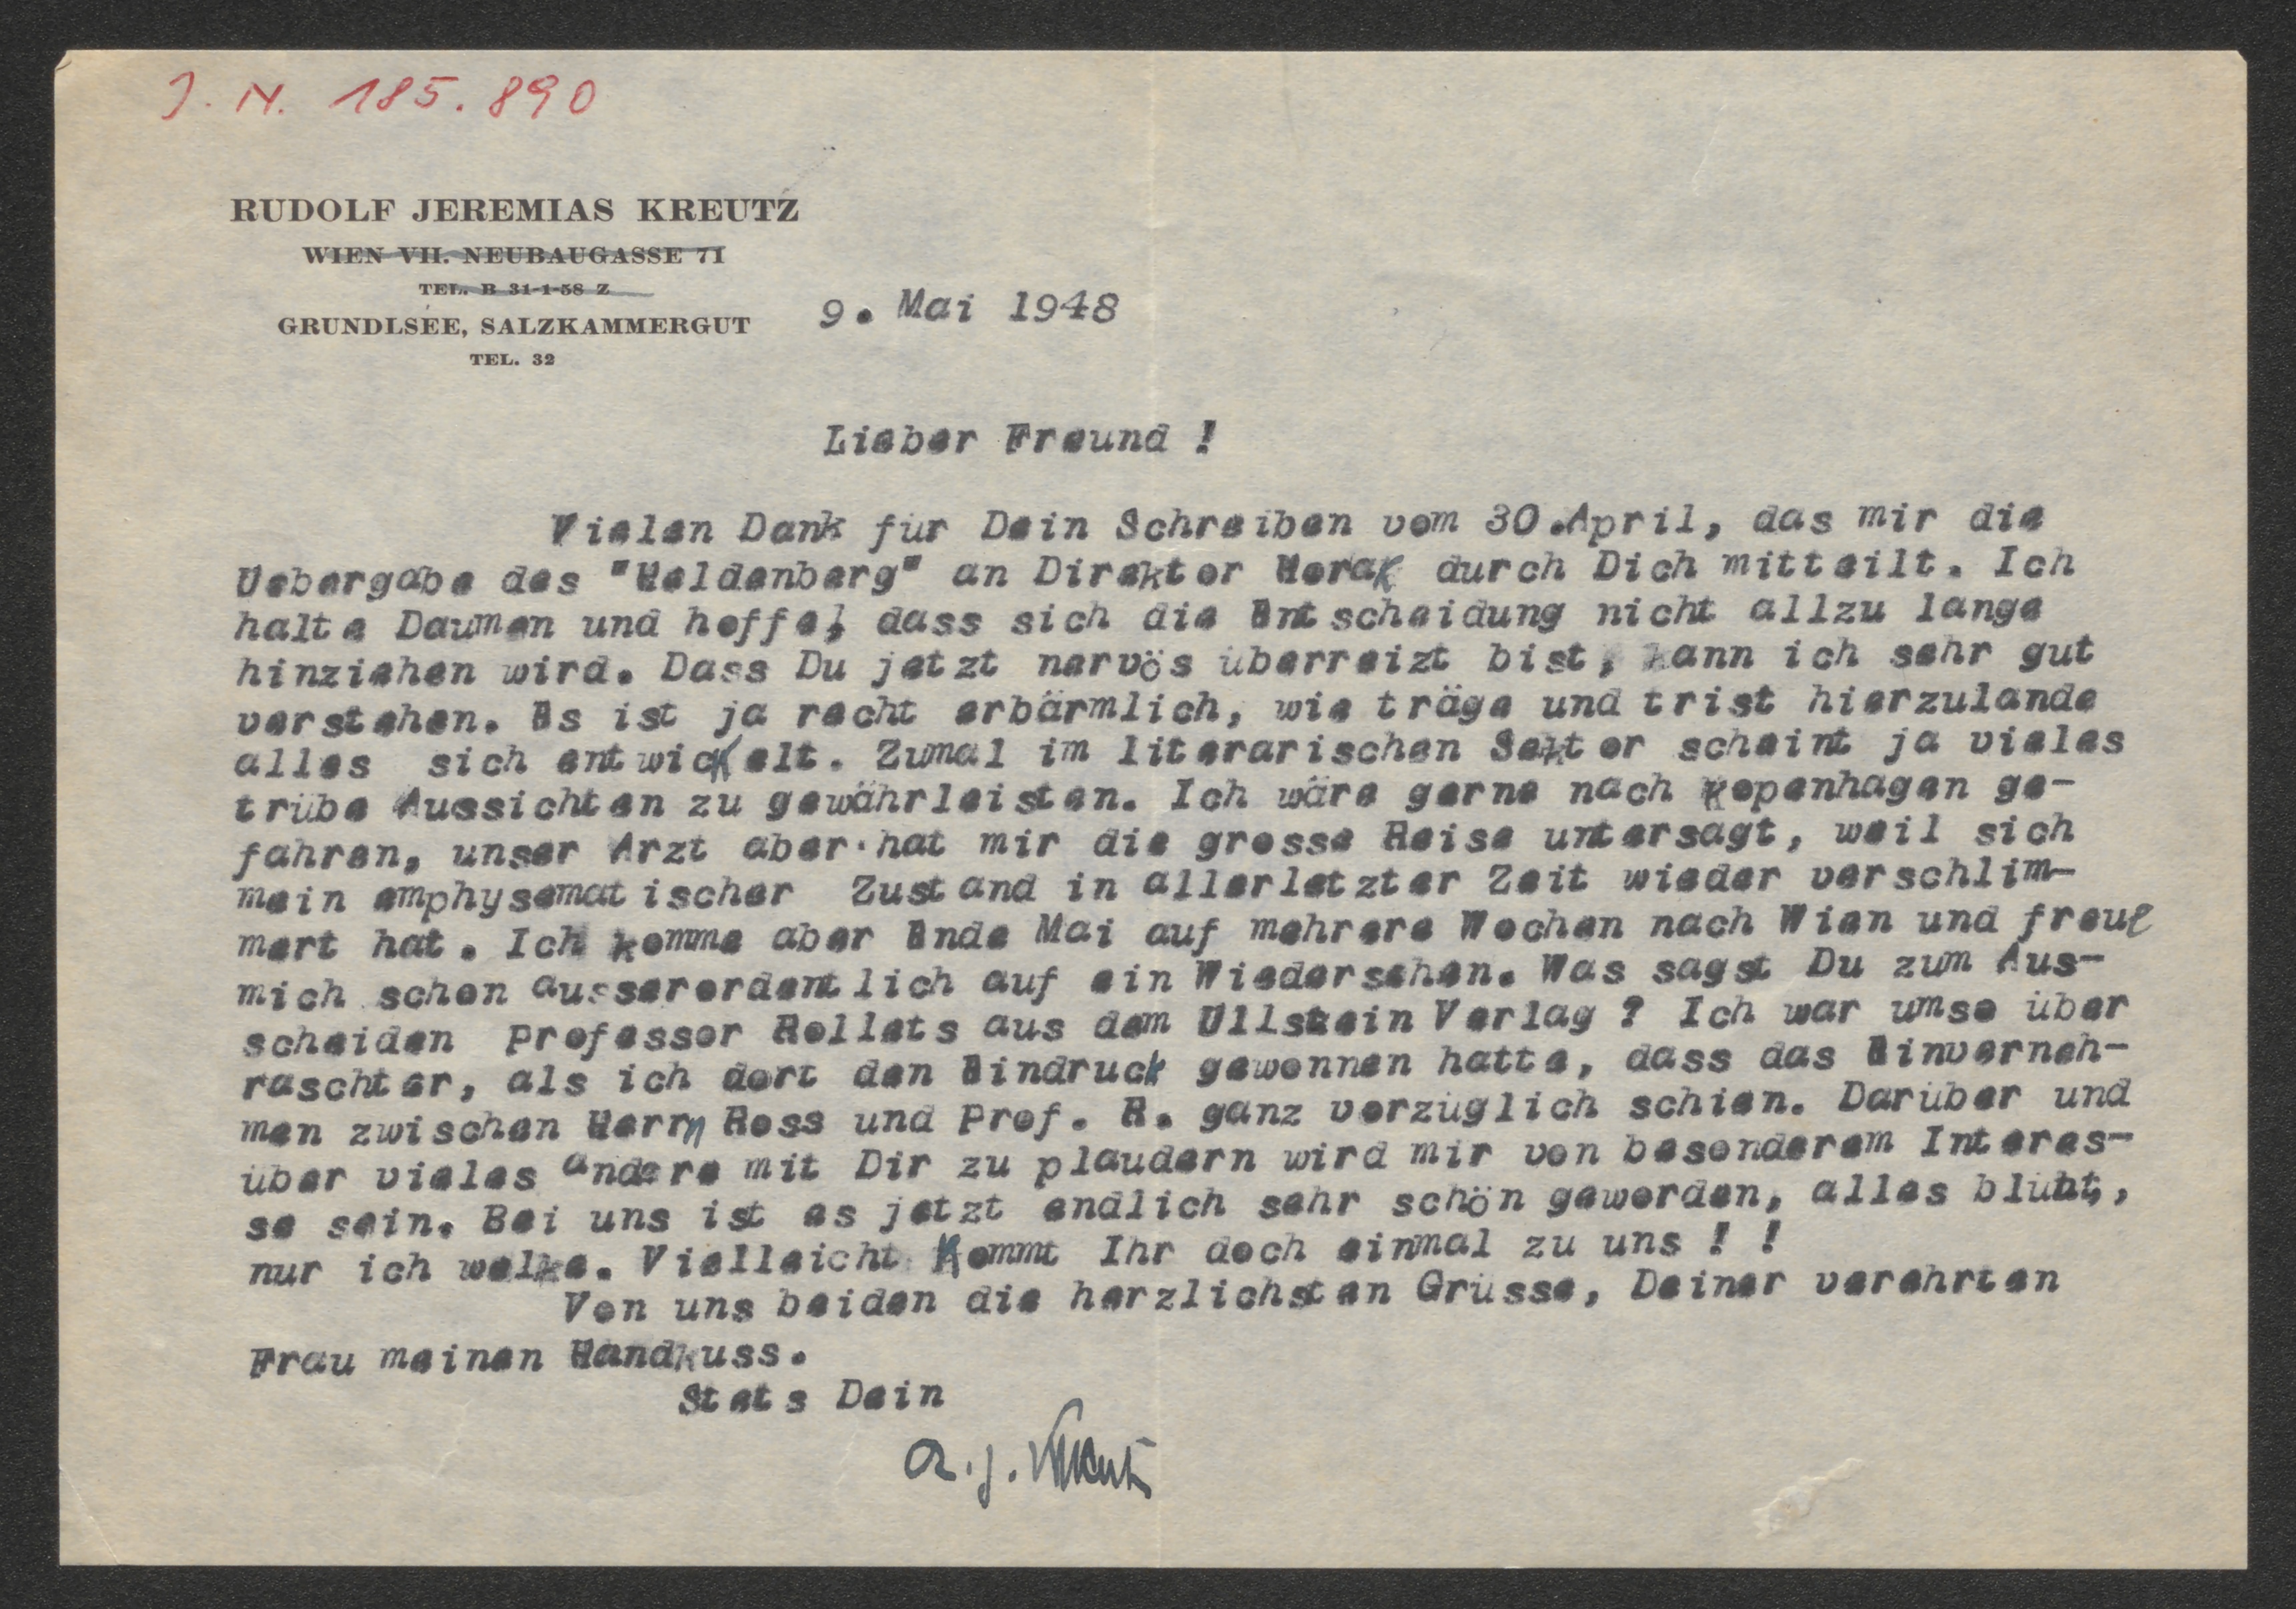 J. N. 185.890
RUDOLF JEREMIAS KREUTZ
WIEN VII. NEUBAUGASSE 71
TEL. B 31-1-58 Z
GRUNDLSEE, SALZKAMMERGUT
TEL. 32
9. Mai 1948
Lieber Freund !
Vielen Dank für Dein Schreiben vom 30.April, das mir die
Uebergabe des "Heldenberg" an Direktor Horak durch Dich mitteilt. Ich
halte Daumen und hoffe, dass sich die Entscheidung nicht allzu lange
hinziehen wird. Dass Du jetzt nervös überreizt bist, kann ich sehr gut
verstehen. Es ist ja recht erbärmlich, wie träge und trist hierzulande
alles sich entwickelt. Zumal im literarischen Sektor scheint ja vieles
trübe Aussichten zu gewährleisten. Ich wäre gerne nach Kopenhagen ge-
fahren, unser Arzt aber hat mir die grosse Reise untersagt, weil sich
mein emphysematischer Zustand in allerletzter Zeit wieder verschlim-
mert hat. Ich komme aber Ende Mai auf mehrere Wochen nach Wien und freue
mich schon ausserordentlich auf ein Wiedersehen. Was sagst Du zum Aus-
scheiden Professor Rollets aus dem Ullstein Verlag ? Ich war umso über
raschter, als ich dort den Eindruck gewonnen hatte, dass das Einverneh-
men zwischen Herrn Ross und Prof. R. ganz vorzüglich schien. Darüber und
über vieles andere mit Dir zu plaudern wird mir von besonderem Interes-
se sein. Bei uns ist es jetzt endlich sehr schön geworden, alles blüht,
nur ich welke. Vielleicht kommt Ihr doch einmal zu uns ! !
Von uns beiden die herzlichsten Grüsse, Deiner verehrten
Frau meinen Handkuss.
Stets Dein
R. J. Kreutz